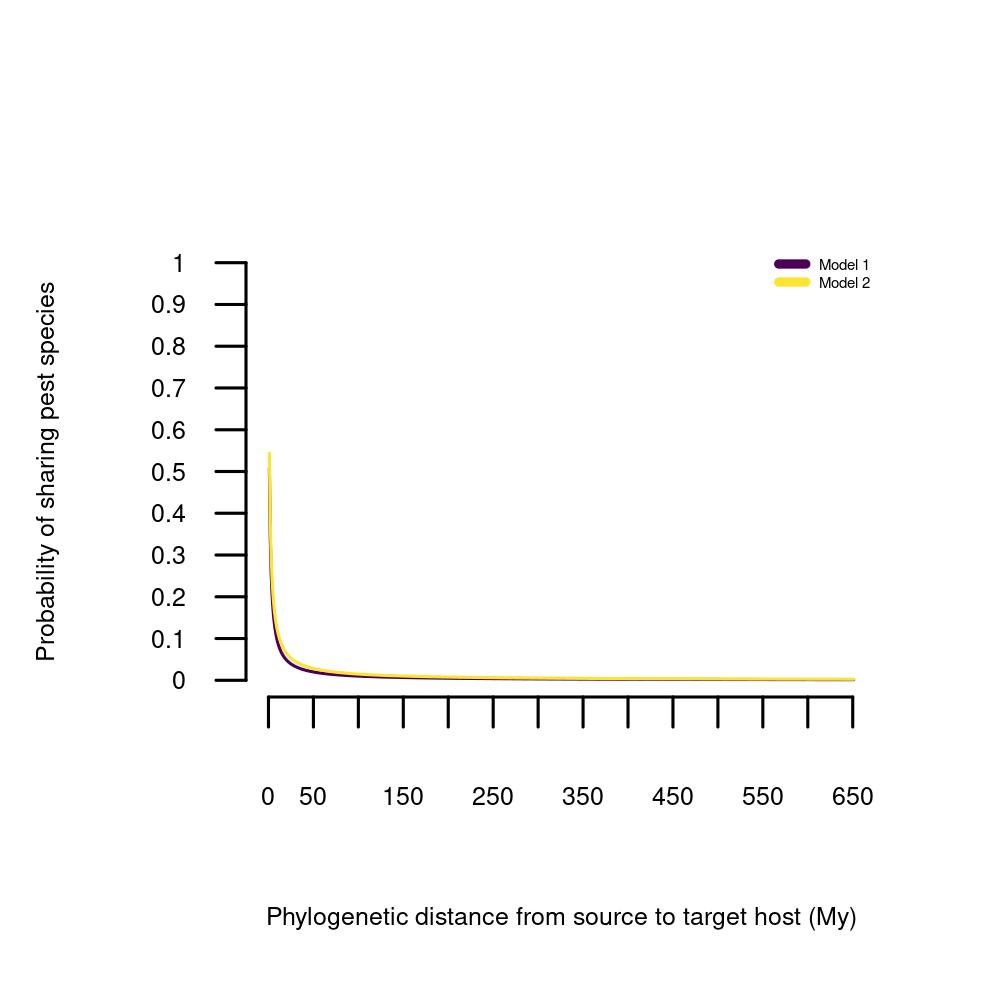 Model 1
Model 2
Probability of sharing pest species
1
0.9
0.8
0.7
0.6
0.5
0.4
0.3
0.2
0.1
0
0 50 150 250 350 450 550 650
Phylogenetic distance from source to target host (My)